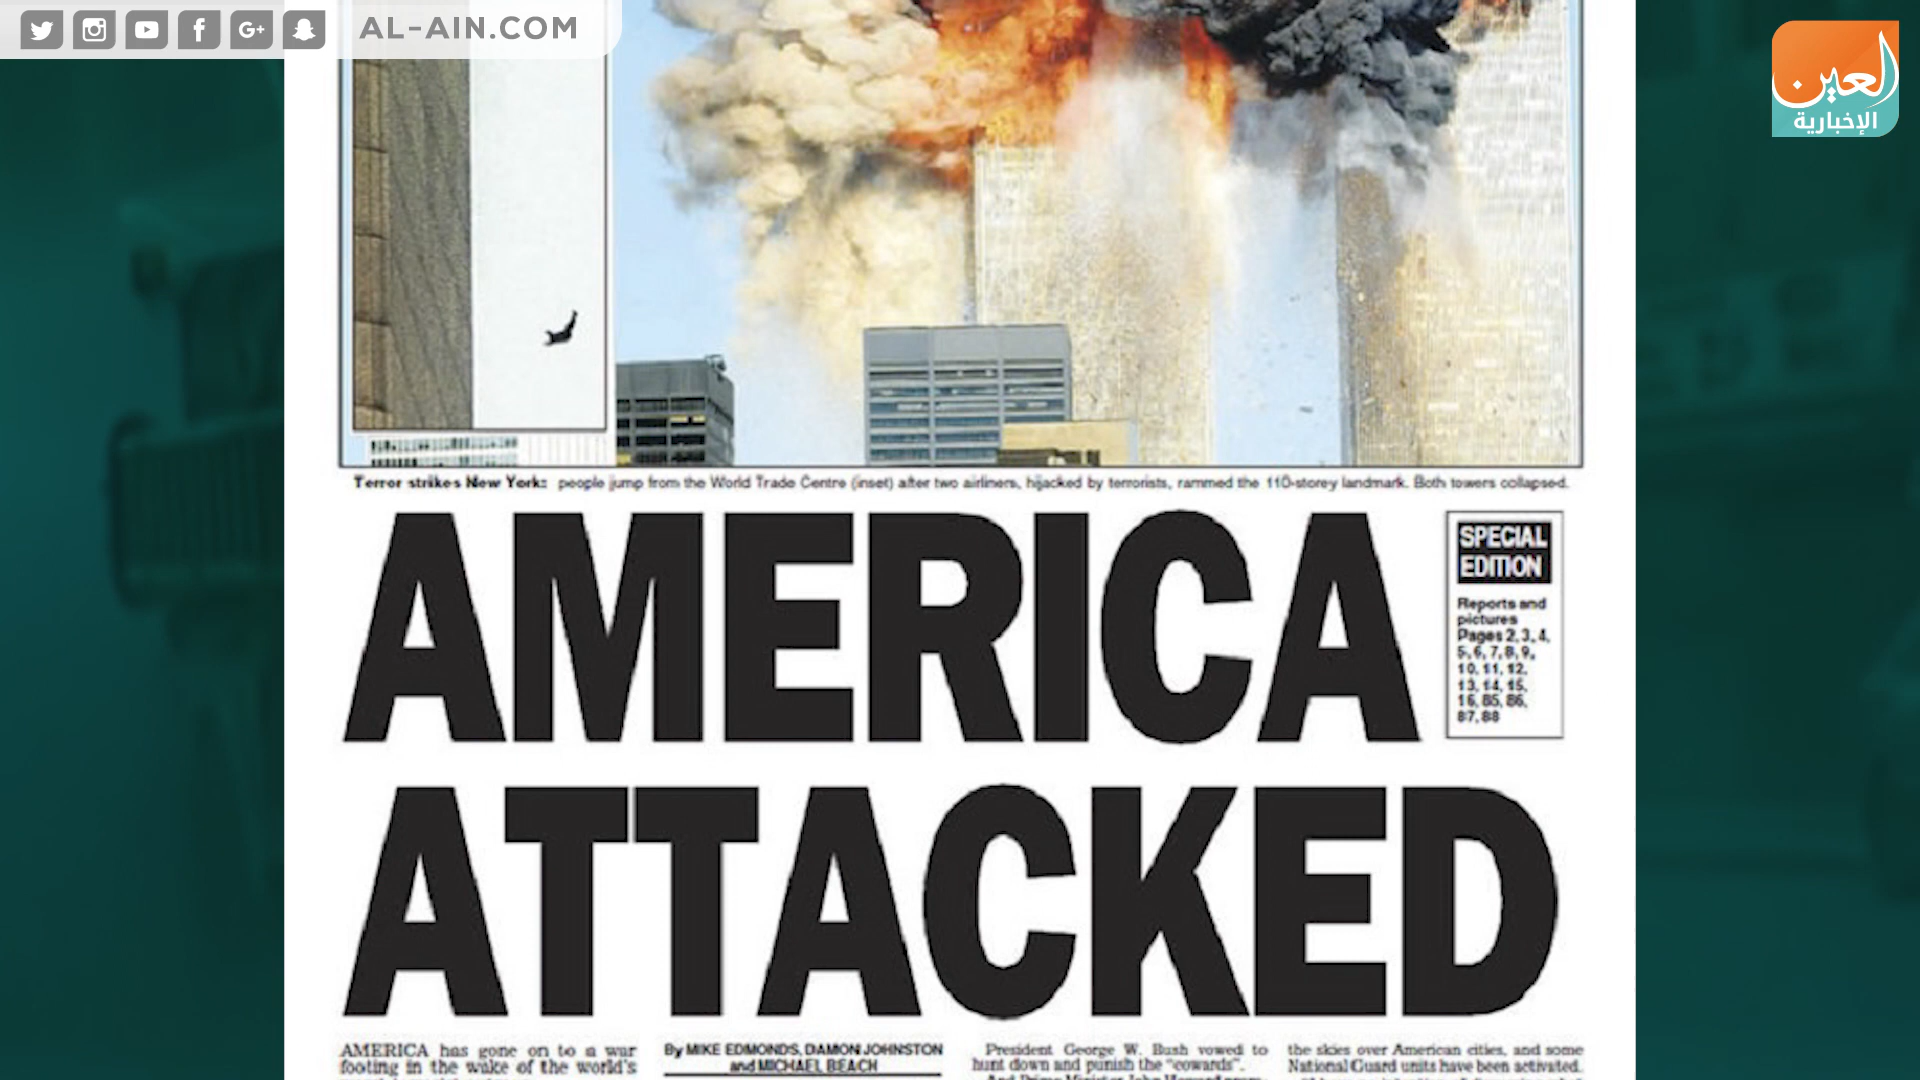 AL-AIN.COM
العين
الإخبارية
Terror strikes New York: people jump from the World Trade Centre (inset) after two airliners, hijacked by terrorists, rammed the 110-storey landmark. Both towers collapsed.
AMERICA
ATTACKED
SPECIAL
EDITION
Reports and
pictures
Pages 2, 3, 4,
5, 6, 7, 8, 9,
10, 11, 12,
13, 14, 15,
16, 85, 86,
87, 88
AMERICA has gone on to a war
footing in the wake of the world's
By MIKE EDMONDS, DAMON JOHNSTON
and MICHAEL BEACH
President George W. Bush vowed to
hunt down and punish the "cowards".
And Prime Minister John Howard
the skies over American cities, and some
National Guard units have been activated.